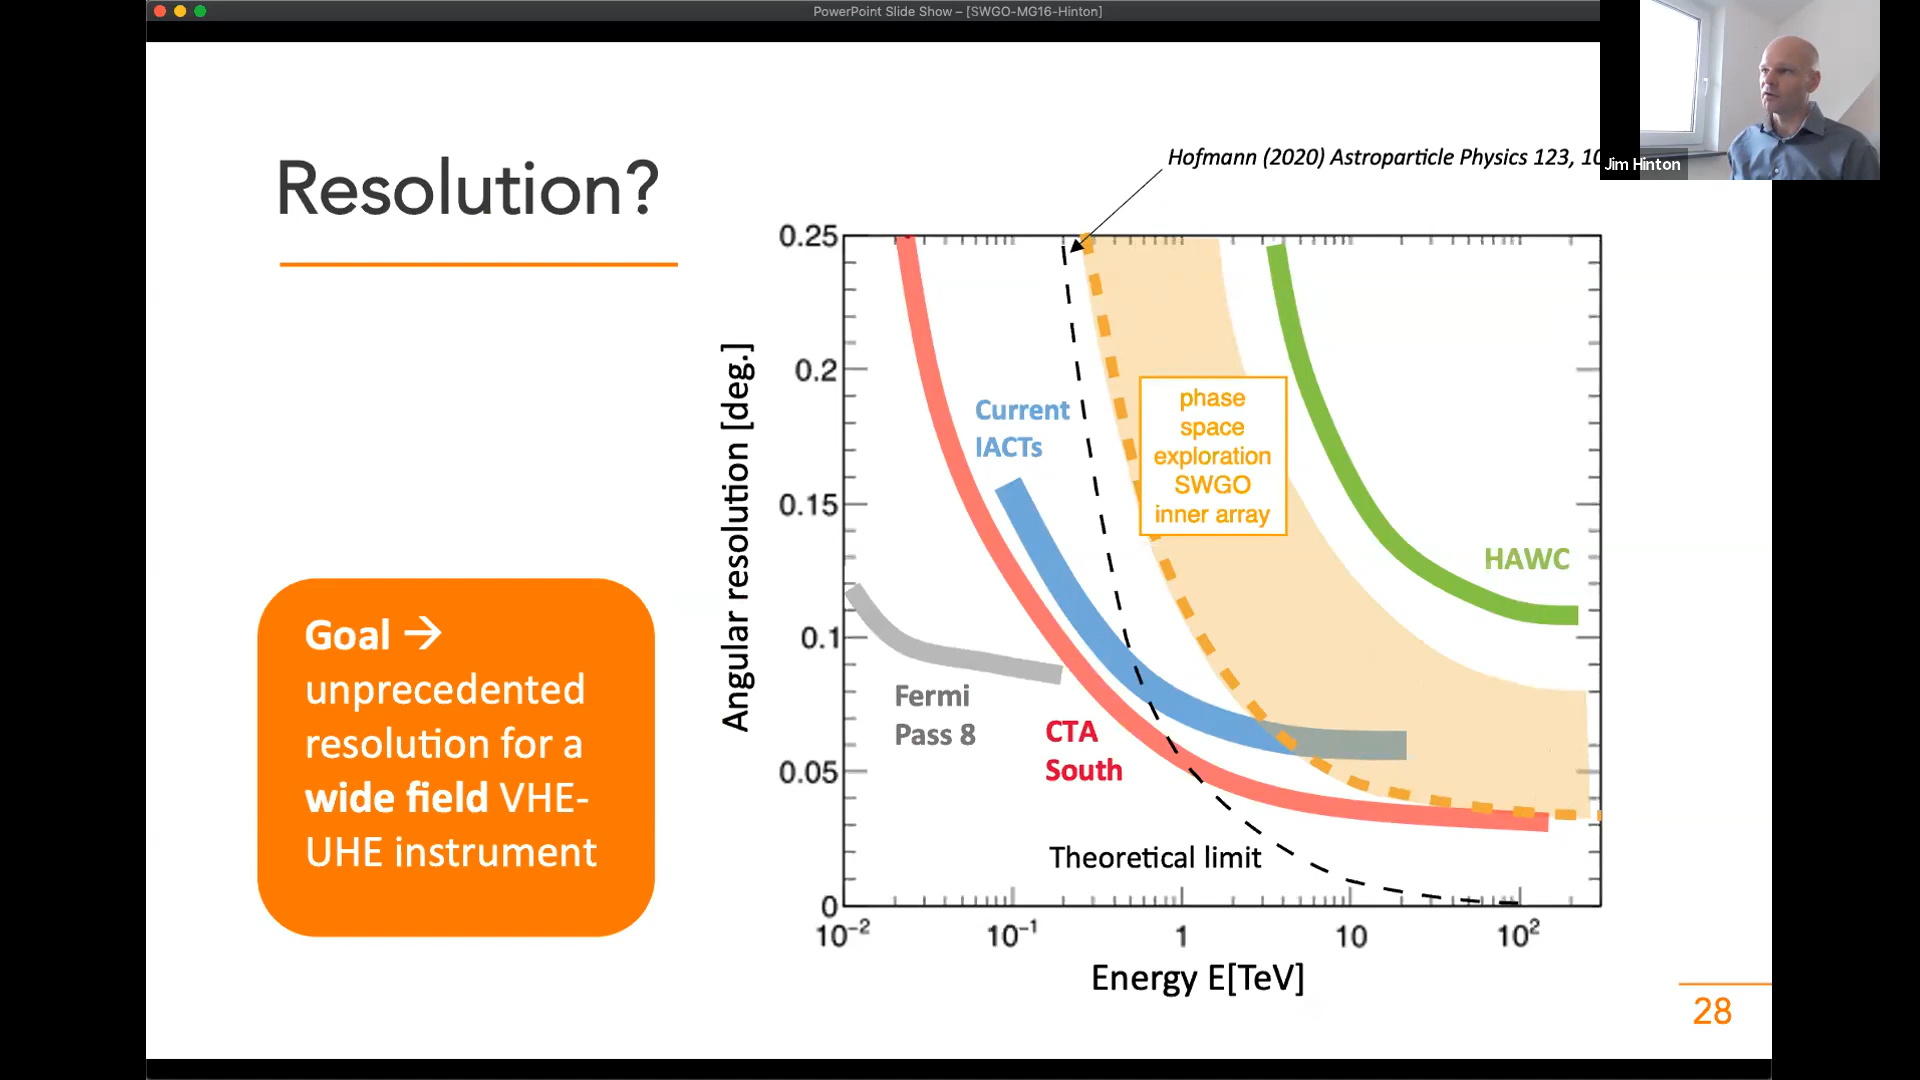 PowerPoint Slide Show – [SWGO-MG16-Hinton]
Jim Hinton
Resolution?
Hofmann (2020) Astroparticle Physics 123, 10
Goal →
unprecedented
resolution for a
wide field VHE-
UHE instrument
Angular resolution [deg.]
0.25
0.2
0.15
0.1
0.05
0
Current
IACTs
phase
space
exploration
SWGO
inner array
HAWC
Fermi
Pass 8
CTA
South
Theoretical limit
10⁻² 10⁻¹ 1 10 10²
Energy E[TeV]
28